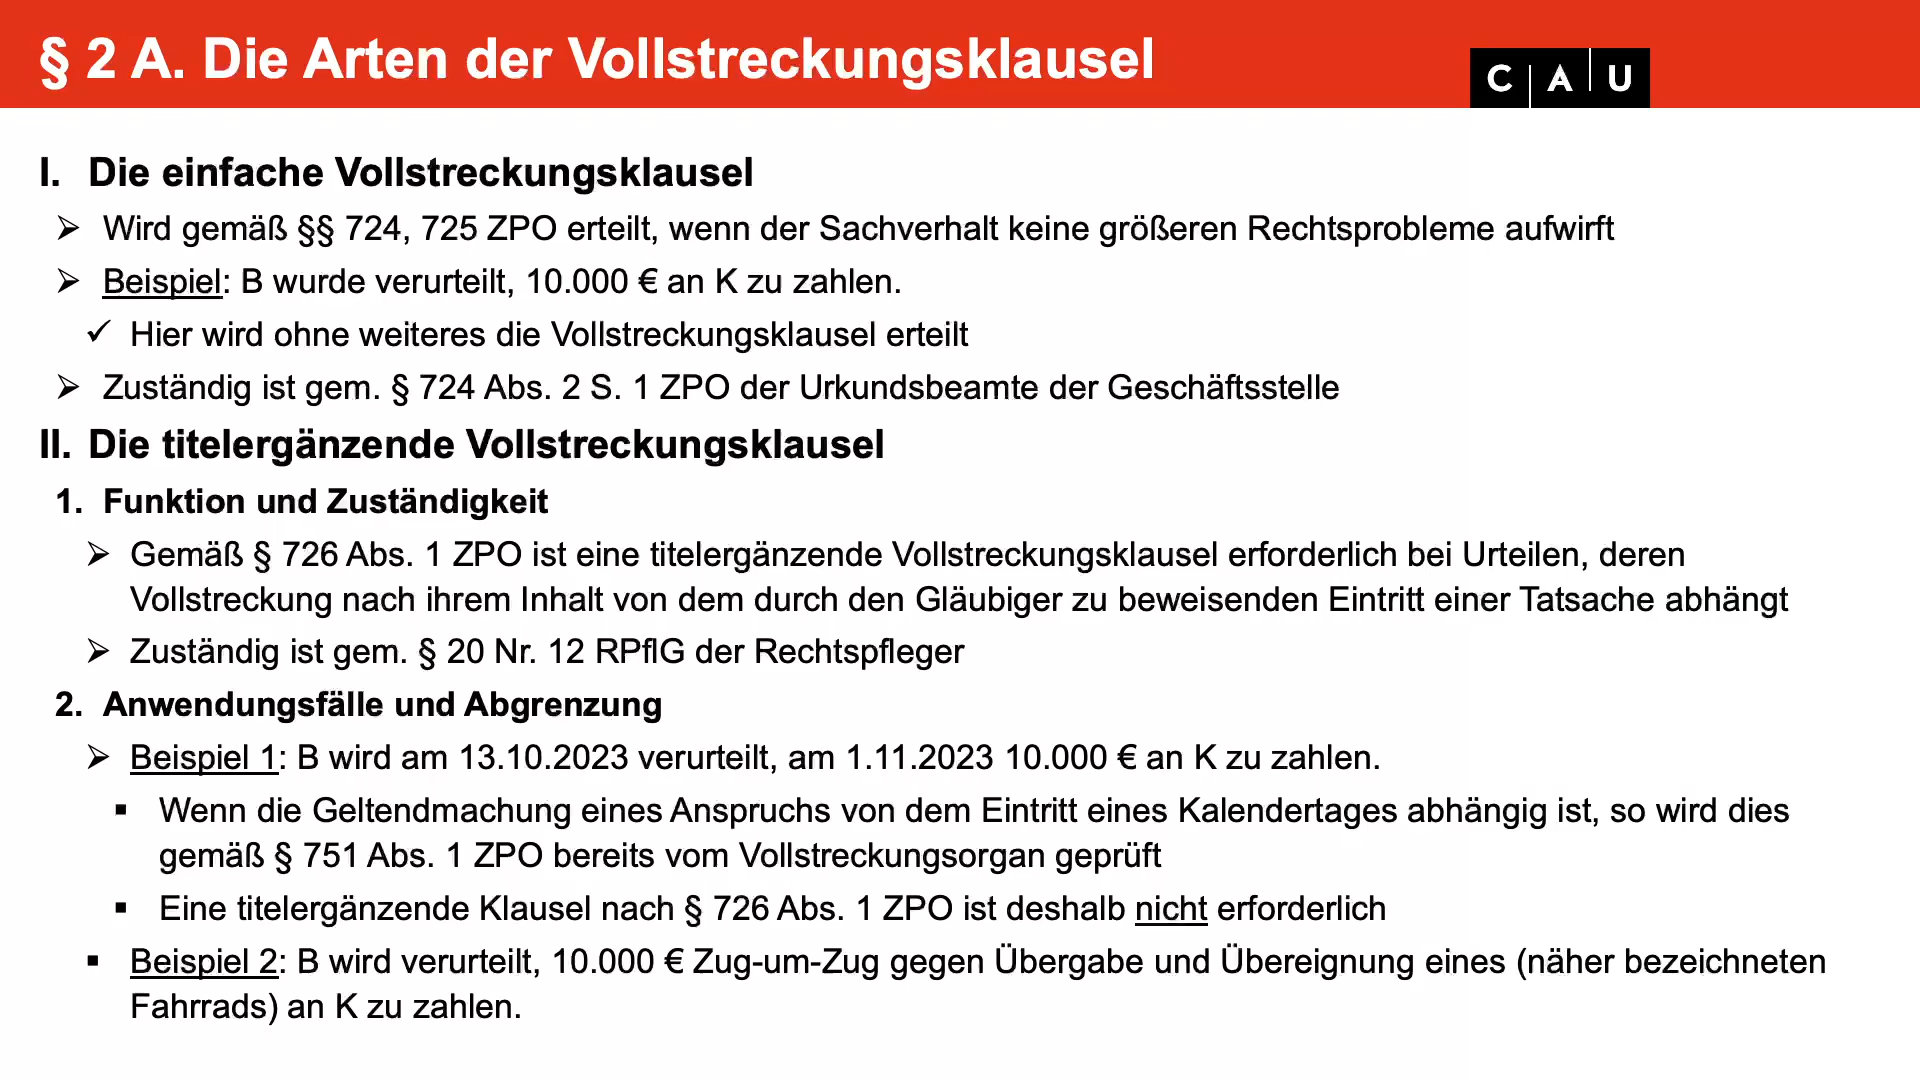 § 2 A. Die Arten der Vollstreckungsklausel
C A U
I. Die einfache Vollstreckungsklausel
➢ Wird gemäß §§ 724, 725 ZPO erteilt, wenn der Sachverhalt keine größeren Rechtsprobleme aufwirft
➢ Beispiel: B wurde verurteilt, 10.000 € an K zu zahlen.
✓ Hier wird ohne weiteres die Vollstreckungsklausel erteilt
➢ Zuständig ist gem. § 724 Abs. 2 S. 1 ZPO der Urkundsbeamte der Geschäftsstelle
II. Die titelergänzende Vollstreckungsklausel
1. Funktion und Zuständigkeit
➢ Gemäß § 726 Abs. 1 ZPO ist eine titelergänzende Vollstreckungsklausel erforderlich bei Urteilen, deren
Vollstreckung nach ihrem Inhalt von dem durch den Gläubiger zu beweisenden Eintritt einer Tatsache abhängt
➢ Zuständig ist gem. § 20 Nr. 12 RPflG der Rechtspfleger
2. Anwendungsfälle und Abgrenzung
➢ Beispiel 1: B wird am 13.10.2023 verurteilt, am 1.11.2023 10.000 € an K zu zahlen.
▪ Wenn die Geltendmachung eines Anspruchs von dem Eintritt eines Kalendertages abhängig ist, so wird dies
gemäß § 751 Abs. 1 ZPO bereits vom Vollstreckungsorgan geprüft
▪ Eine titelergänzende Klausel nach § 726 Abs. 1 ZPO ist deshalb nicht erforderlich
▪ Beispiel 2: B wird verurteilt, 10.000 € Zug-um-Zug gegen Übergabe und Übereignung eines (näher bezeichneten
Fahrrads) an K zu zahlen.